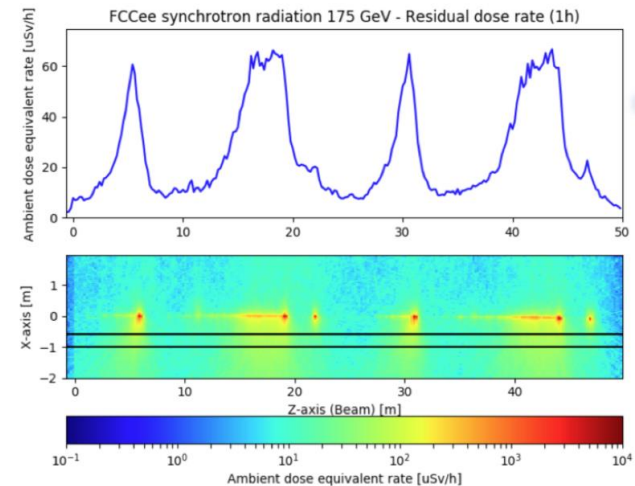 FCCee synchrotron radiation 175 GeV - Residual dose rate (1h)
Ambient dose equivalent rate [uSv/h]
60
40
20
0
0 10 20 30 40 50
X-axis [m]
1
0
−1
−2
0 10 20 30 40
Z-axis (Beam) [m]
10⁻¹ 10⁰ 10¹ 10² 10³ 10⁴
Ambient dose equivalent rate [uSv/h]